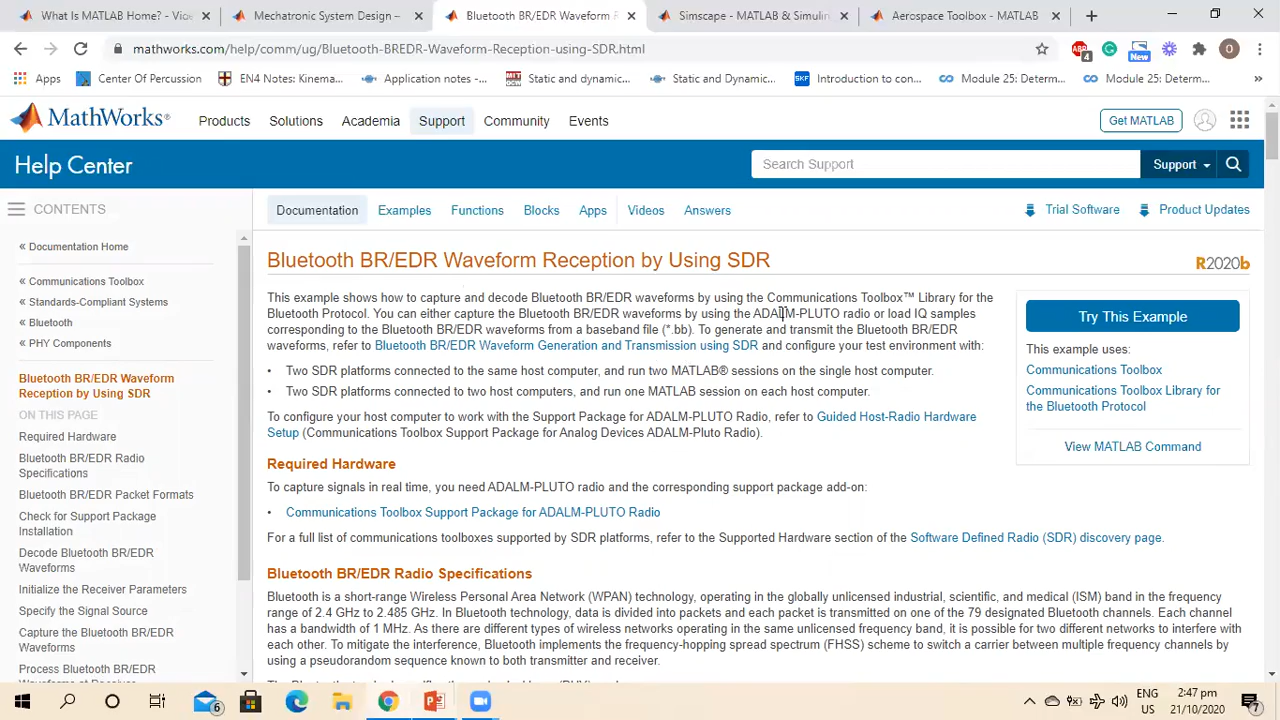 What Is MATLAB Home? - Vide
Mechatronic System Design –
Bluetooth BR/EDR Waveform R
Simscape - MATLAB & Simulin
Aerospace Toolbox - MATLAB
mathworks.com/help/comm/ug/Bluetooth-BREDR-Waveform-Reception-using-SDR.html
4
New
O
Apps
Center Of Percussion
EN4 Notes: Kinema...
Application notes -...
Static and dynamic...
Static and Dynamic...
Introduction to con...
Module 25: Determ...
Module 25: Determ...
MathWorks®
Products
Solutions
Academia
Support
Community
Events
Get MATLAB
Help Center
Search Support
Support
CONTENTS
Documentation
Examples
Functions
Blocks
Apps
Videos
Answers
Trial Software
Product Updates
« Documentation Home
« Communications Toolbox
« Standards-Compliant Systems
« Bluetooth
« PHY Components
Bluetooth BR/EDR Waveform
Reception by Using SDR
ON THIS PAGE
Required Hardware
Bluetooth BR/EDR Radio
Specifications
Bluetooth BR/EDR Packet Formats
Check for Support Package
Installation
Decode Bluetooth BR/EDR
Waveforms
Initialize the Receiver Parameters
Specify the Signal Source
Capture the Bluetooth BR/EDR
Waveforms
Process Bluetooth BR/EDR
Bluetooth BR/EDR Waveform Reception by Using SDR
R2020b
This example shows how to capture and decode Bluetooth BR/EDR waveforms by using the Communications Toolbox™ Library for the
Bluetooth Protocol. You can either capture the Bluetooth BR/EDR waveforms by using the ADALM-PLUTO radio or load IQ samples
corresponding to the Bluetooth BR/EDR waveforms from a baseband file (*.bb). To generate and transmit the Bluetooth BR/EDR
waveforms, refer to Bluetooth BR/EDR Waveform Generation and Transmission using SDR and configure your test environment with:
• Two SDR platforms connected to the same host computer, and run two MATLAB® sessions on the single host computer.
• Two SDR platforms connected to two host computers, and run one MATLAB session on each host computer.
To configure your host computer to work with the Support Package for ADALM-PLUTO Radio, refer to Guided Host-Radio Hardware
Setup (Communications Toolbox Support Package for Analog Devices ADALM-Pluto Radio).
Required Hardware
To capture signals in real time, you need ADALM-PLUTO radio and the corresponding support package add-on:
• Communications Toolbox Support Package for ADALM-PLUTO Radio
For a full list of communications toolboxes supported by SDR platforms, refer to the Supported Hardware section of the Software Defined Radio (SDR) discovery page.
Bluetooth BR/EDR Radio Specifications
Bluetooth is a short-range Wireless Personal Area Network (WPAN) technology, operating in the globally unlicensed industrial, scientific, and medical (ISM) band in the frequency
range of 2.4 GHz to 2.485 GHz. In Bluetooth technology, data is divided into packets and each packet is transmitted on one of the 79 designated Bluetooth channels. Each channel
has a bandwidth of 1 MHz. As there are different types of wireless networks operating in the same unlicensed frequency band, it is possible for two different networks to interfere with
each other. To mitigate the interference, Bluetooth implements the frequency-hopping spread spectrum (FHSS) scheme to switch a carrier between multiple frequency channels by
using a pseudorandom sequence known to both transmitter and receiver.
Try This Example
This example uses:
Communications Toolbox
Communications Toolbox Library for
the Bluetooth Protocol
View MATLAB Command
6
ENG
US
2:47 pm
21/10/2020
7